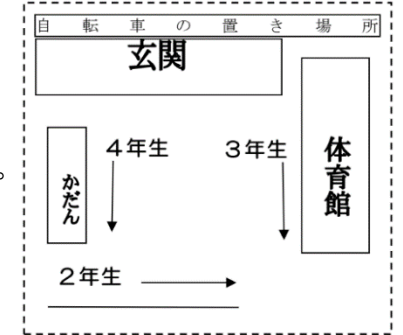 自転車の置き場所
玄関
４年生
３年生
体育館
かだん
２年生
。